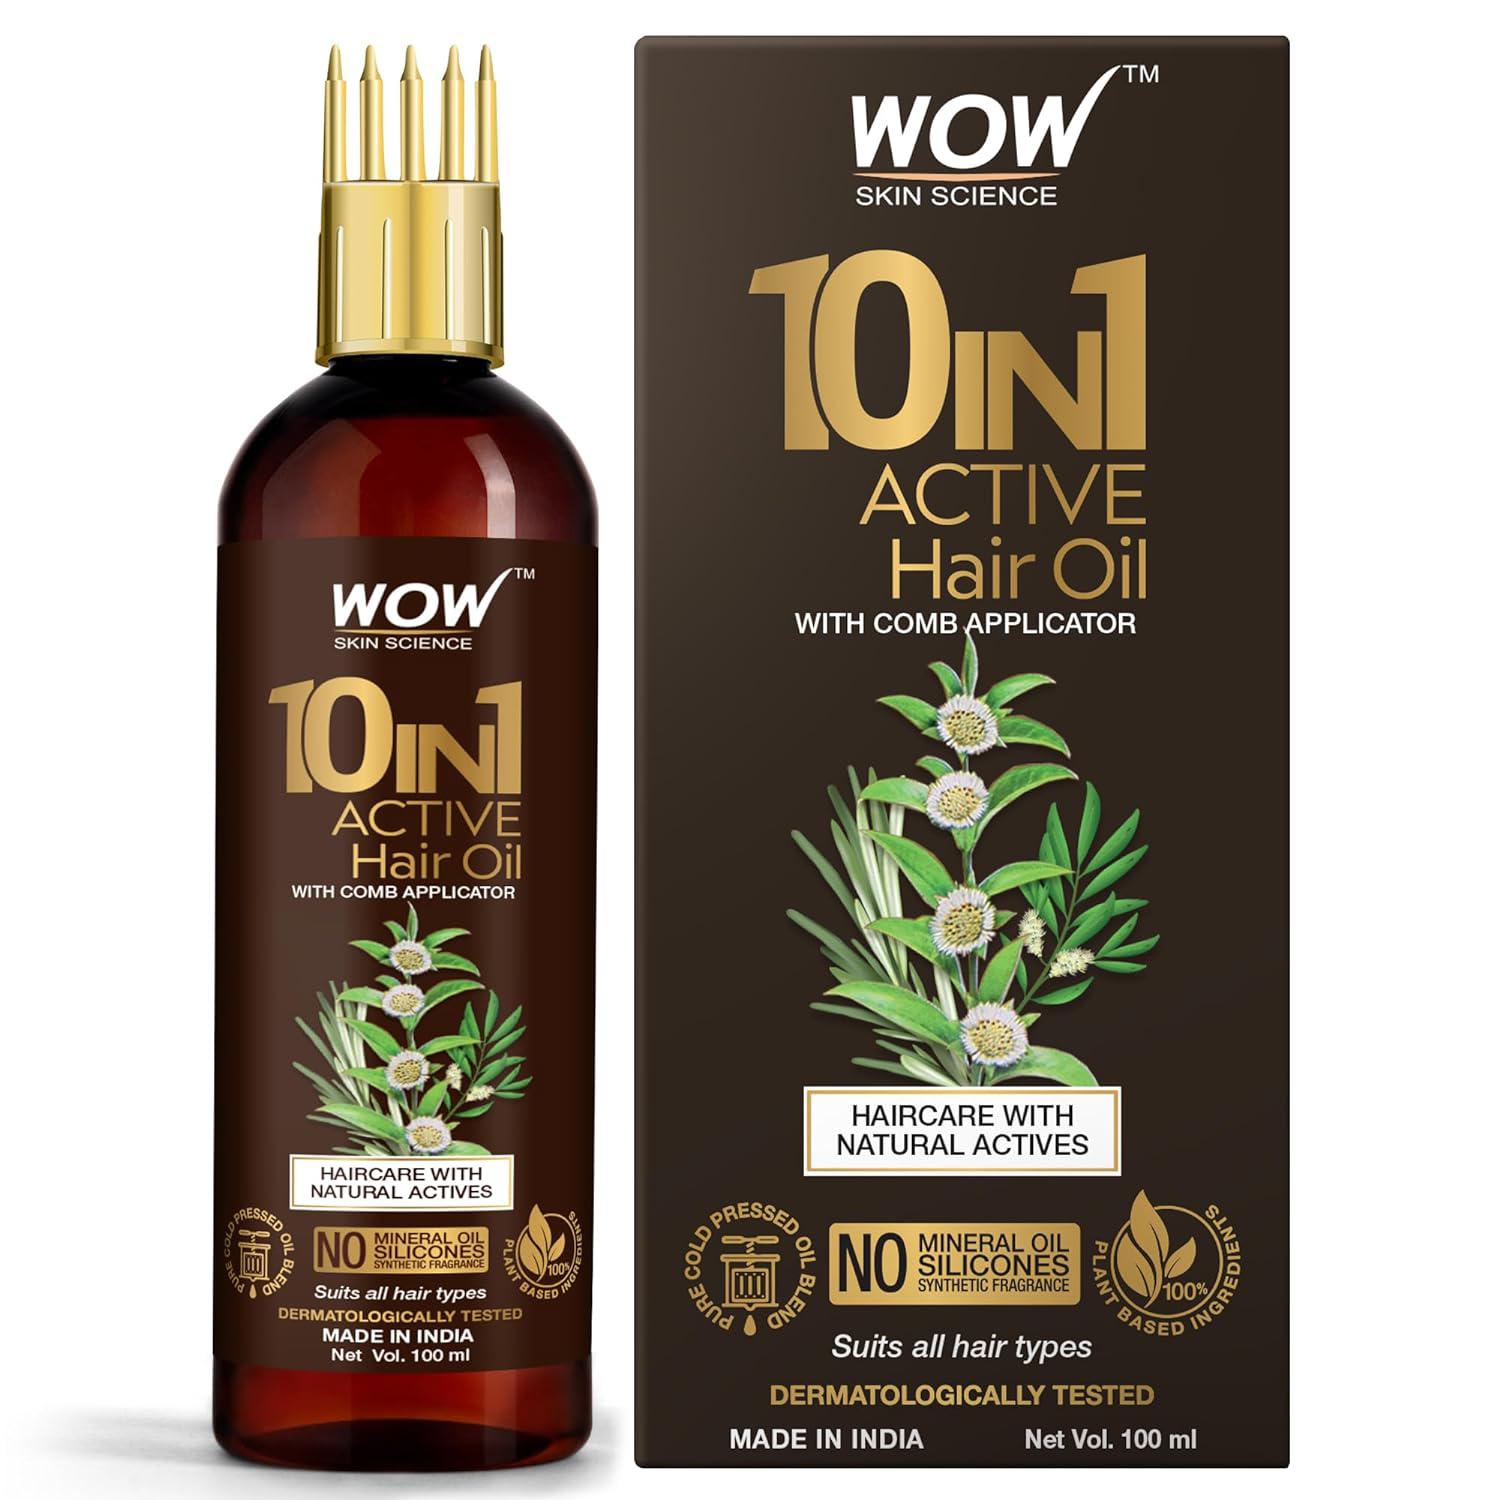 WOW™
SKIN SCIENCE
10IN1
ACTIVE
Hair Oil
WITH COMB APPLICATOR
HAIRCARE WITH
NATURAL ACTIVES
PURE COLD PRESSED OIL BLEND
NO
MINERAL OIL
SILICONES
SYNTHETIC FRAGRANCE
100%
PLANT BASED INGREDIENTS
Suits all hair types
DERMATOLOGICALLY TESTED
MADE IN INDIA
Net Vol. 100 ml
WOW™
SKIN SCIENCE
10IN1
ACTIVE
Hair Oil
WITH COMB APPLICATOR
HAIRCARE WITH
NATURAL ACTIVES
PURE COLD PRESSED OIL BLEND
NO
MINERAL OIL
SILICONES
SYNTHETIC FRAGRANCE
100%
PLANT BASED INGREDIENTS
Suits all hair types
DERMATOLOGICALLY TESTED
MADE IN INDIA
Net Vol. 100 ml